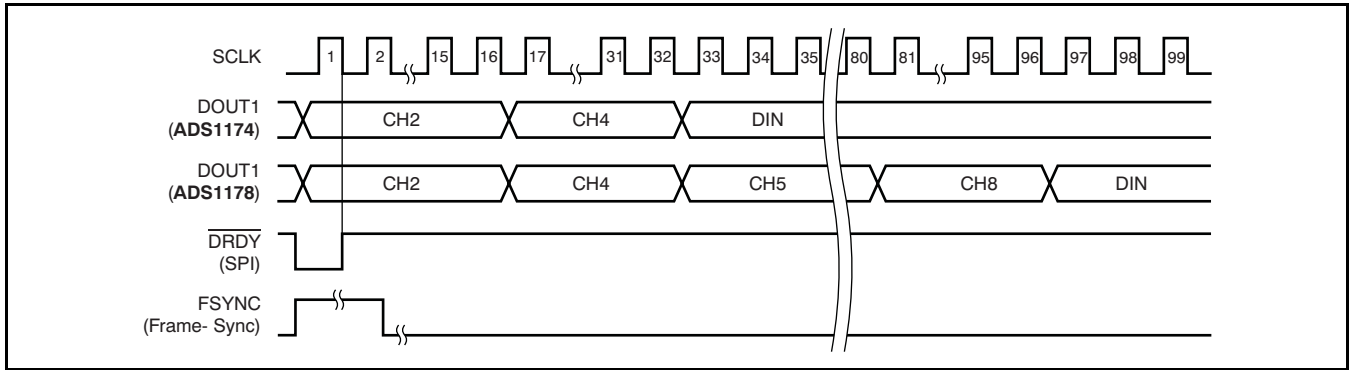 SCLK 1 2 15 16 17 31 32 33 34 35 80 81 95 96 97 98 99
DOUT1
(ADS1174)
CH2 CH4 DIN
DOUT1
(ADS1178)
CH2 CH4 CH5 CH8 DIN
DRDY
(SPI)
FSYNC
(Frame- Sync)